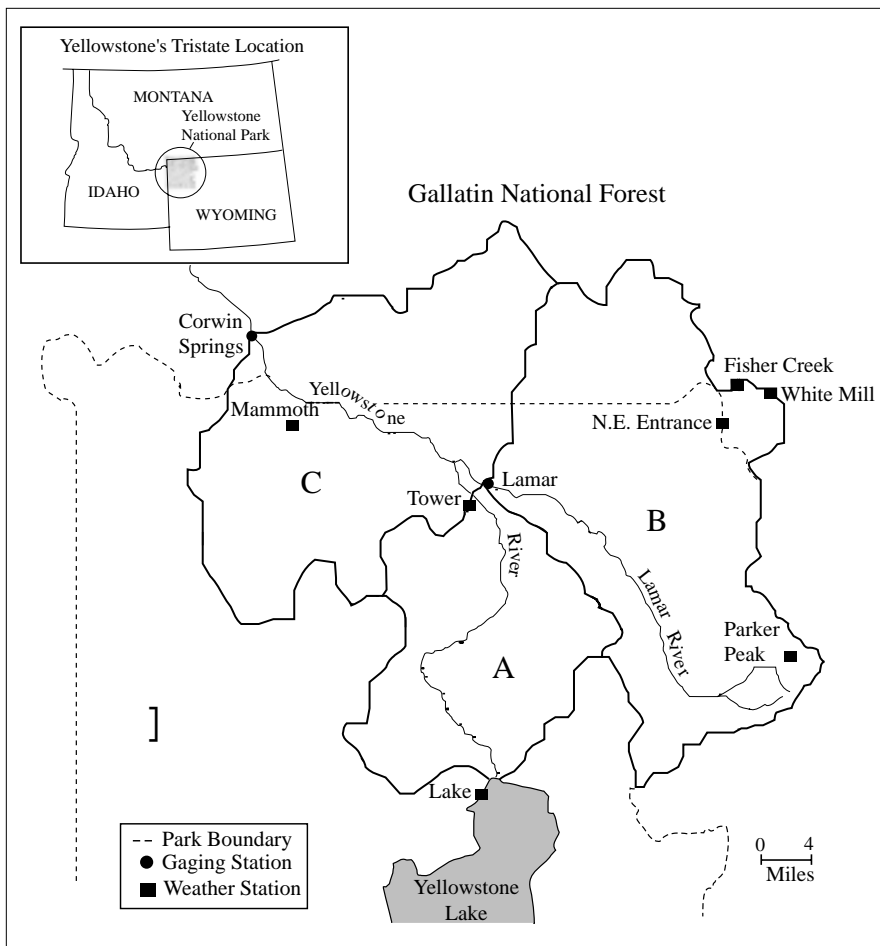 Yellowstone's Tristate Location
MONTANA
Yellowstone
National Park
IDAHO
WYOMING
Gallatin National Forest
Corwin
Springs
Fisher Creek
White Mill
Yellowstone
Mammoth
N.E. Entrance
C
Lamar
Tower
B
River
Lamar River
Parker
Peak
A
]
Lake
-- Park Boundary
Gaging Station
Weather Station
0 4
Miles
Yellowstone
Lake